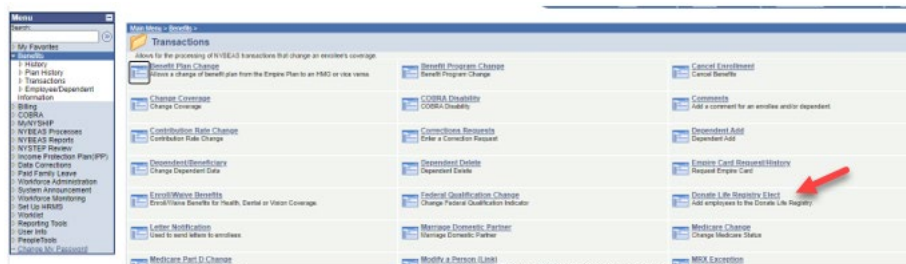 Menu
Search:
My Favorites
Benefits
History
Plan History
Transactions
Employee/Dependent
Information
Billing
COBRA
MyNYSHIP
NYBEAS Processes
NYBEAS Reports
NYSTEP Review
Income Protection Plan(IPP)
Data Corrections
Paid Family Leave
Workforce Administration
System Announcement
Workforce Monitoring
Set Up HRMS
Worklist
Reporting Tools
User Info
PeopleTools
Change My Password
Main Menu > Benefits >
Transactions
Allows for the processing of NYBEAS transactions that change an enrollee's coverage.
Benefit Plan Change
Allows a change of benefit plan from the Empire Plan to an HMO or vice versa
Benefit Program Change
Benefit Program Change
Cancel Enrollment
Cancel Benefits
Change Coverage
Change Coverage
COBRA Disability
COBRA Disability
Comments
Add a comment for an enrollee and/or dependent
Contribution Rate Change
Contribution Rate Change
Corrections Requests
Enter a Correction Request
Dependent Add
Dependent Add
Dependent/Beneficiary
Change Dependent Data
Dependent Delete
Dependent Delete
Empire Card Request/History
Request Empire Card
Enroll/Waive Benefits
Enroll/Waive Benefits for Health, Dental or Vision Coverage.
Federal Qualification Change
Change Federal Qualification Indicator
Donate Life Registry Elect
Add employees to the Donate Life Registry
Letter Notification
Used to send letters to enrollees
Marriage Domestic Partner
Marriage Domestic Partner
Medicare Change
Change Medicare Status
Medicare Part D Change
Modify a Person (Link)
MRX Exception